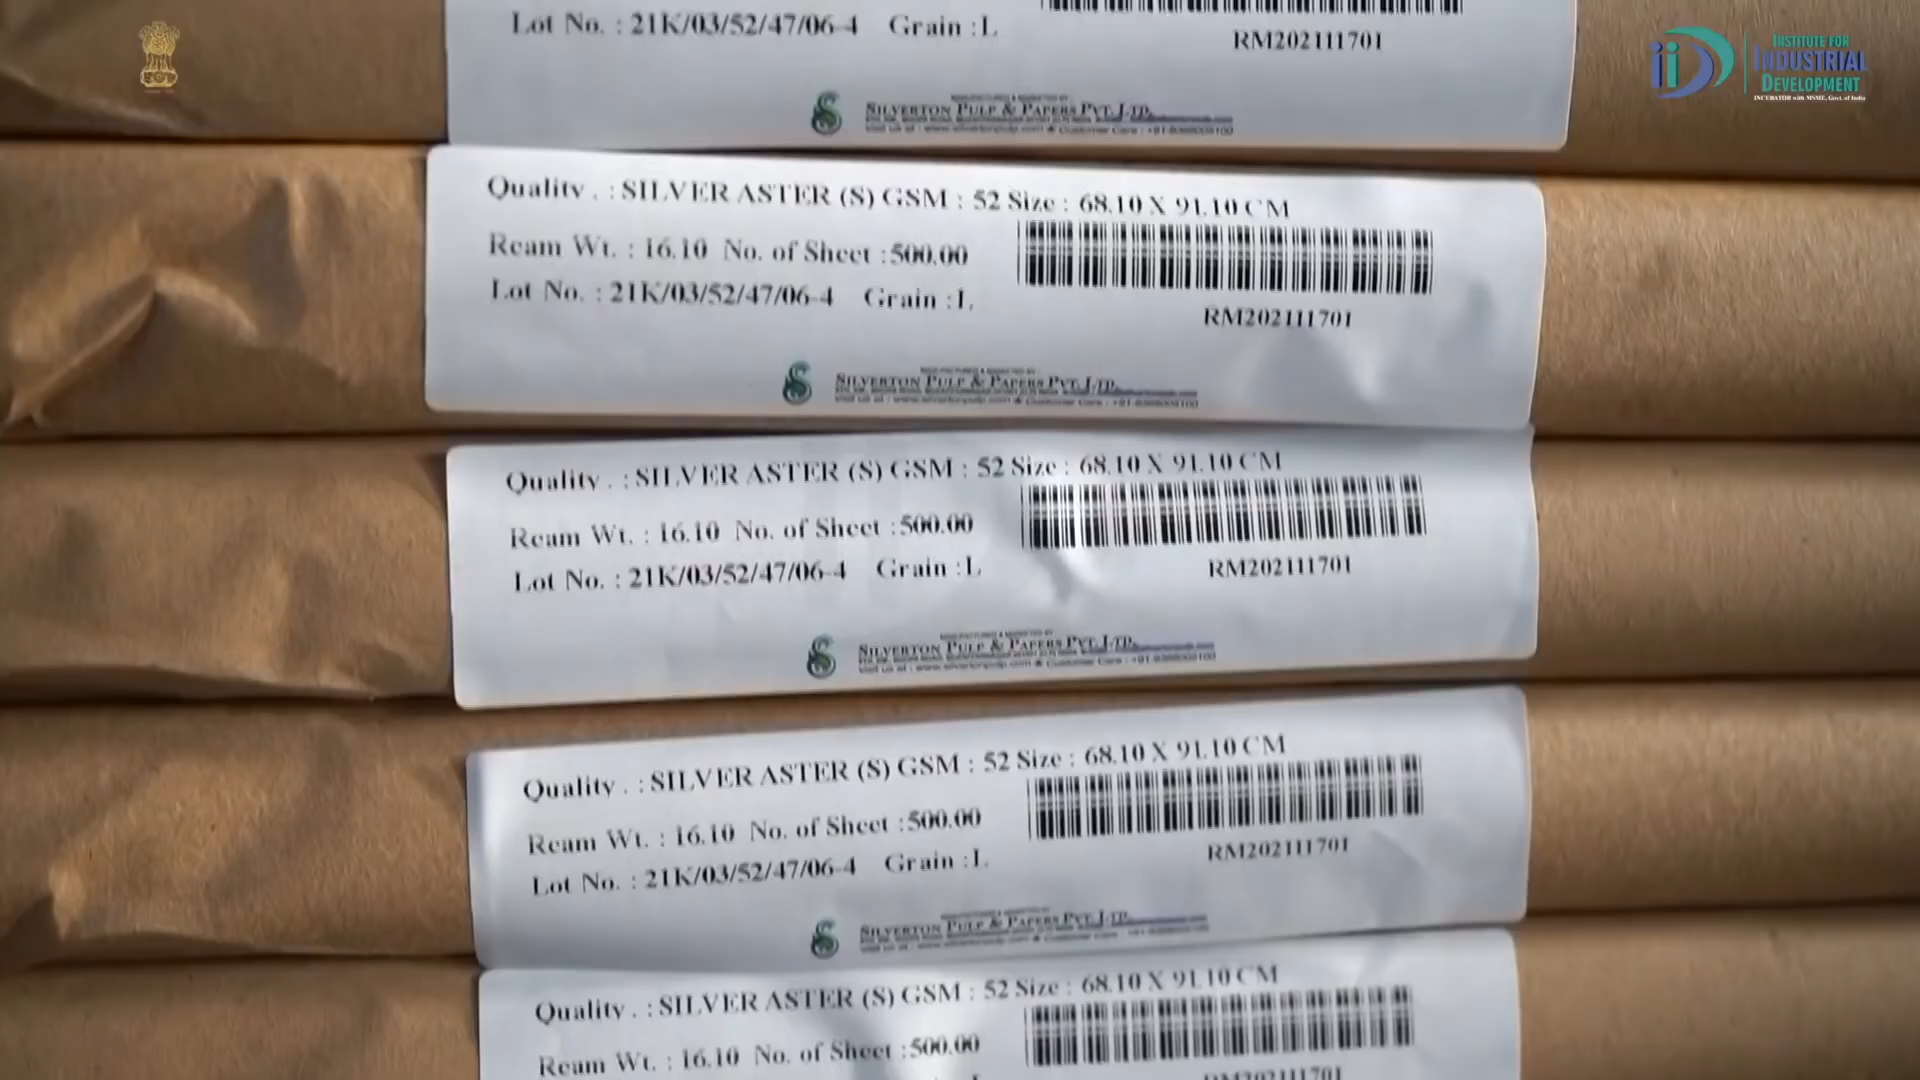 Lot No. : 21K/03/52/47/06-4 Grain :L
RM202111701
SILVERTON PULP & PAPERS PVT. LTD.
INSTITUTE FOR
INDUSTRIAL
DEVELOPMENT
INCUBATOR with MSME, Govt. of India
Quality . : SILVER ASTER (S) GSM : 52 Size : 68.10 X 91.10 CM
Ream Wt. : 16.10 No. of Sheet :500.00
Lot No. : 21K/03/52/47/06-4 Grain :L
RM202111701
SILVERTON PULP & PAPERS PVT. LTD.
Quality . : SILVER ASTER (S) GSM : 52 Size : 68.10 X 91.10 CM
Ream Wt. : 16.10 No. of Sheet :500.00
Lot No. : 21K/03/52/47/06-4 Grain :L
RM202111701
SILVERTON PULP & PAPERS PVT. LTD.
Quality . : SILVER ASTER (S) GSM : 52 Size : 68.10 X 91.10 CM
Ream Wt. : 16.10 No. of Sheet :500.00
Lot No. : 21K/03/52/47/06-4 Grain :L
RM202111701
SILVERTON PULP & PAPERS PVT. LTD.
Quality . : SILVER ASTER (S) GSM : 52 Size : 68.10 X 91.10 CM
Ream Wt. : 16.10 No. of Sheet :500.00
RM202111701